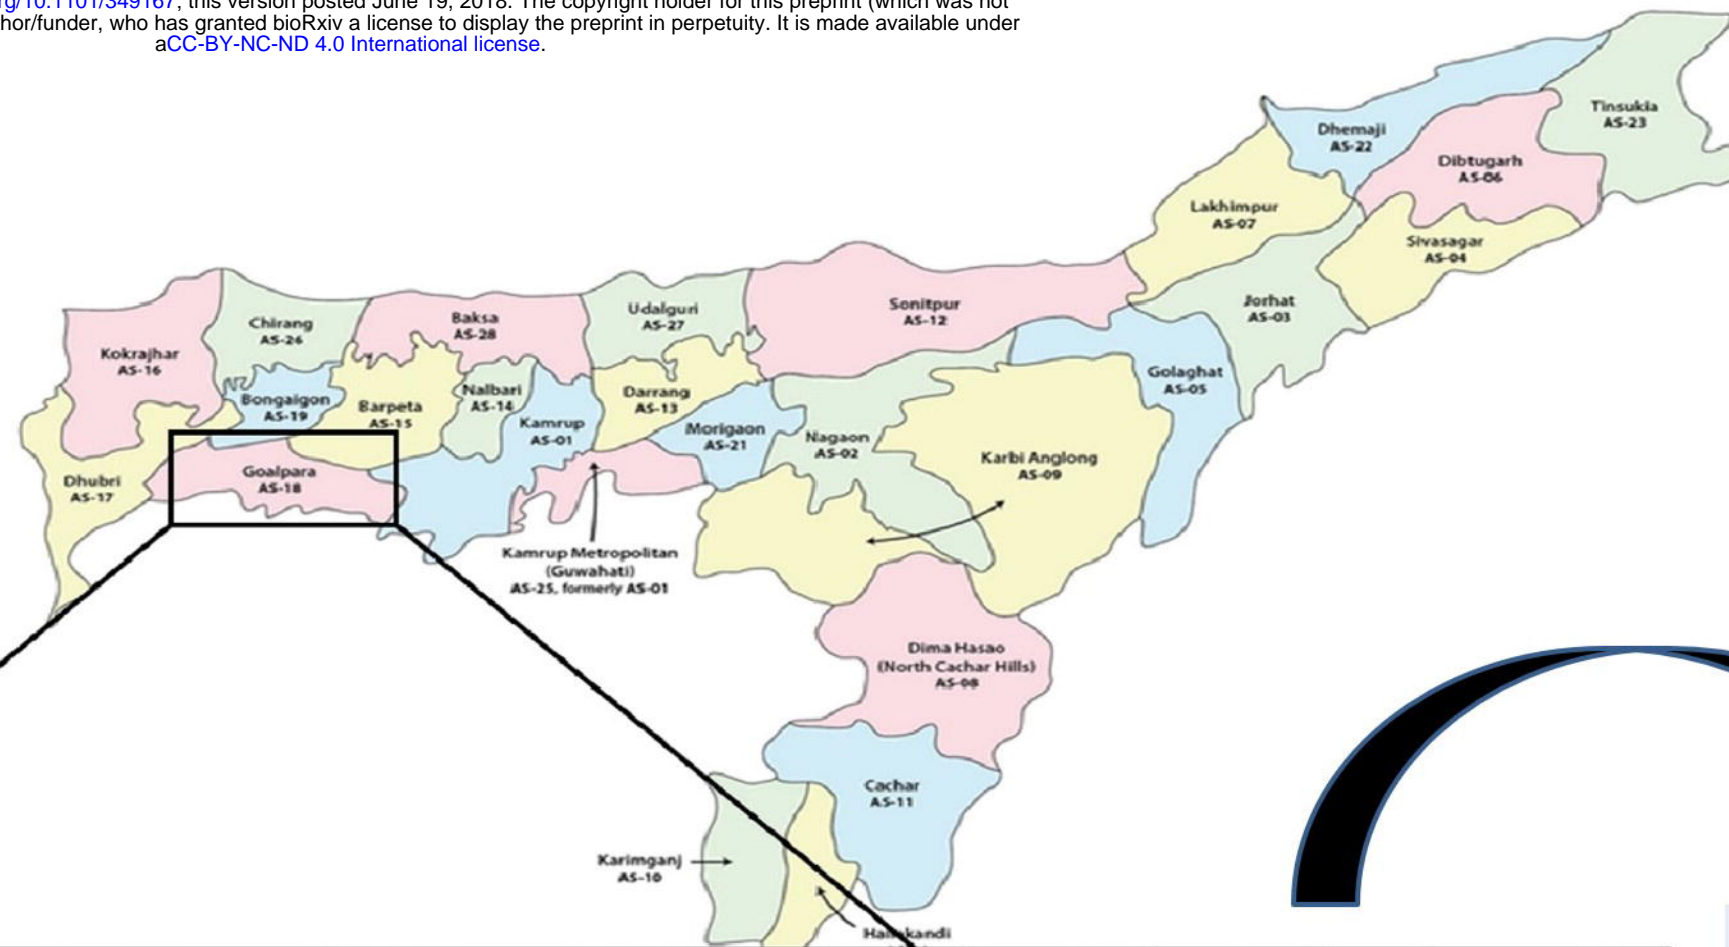 rg/10.1101/349167; this version posted June 19, 2018. The copyright holder for this preprint (which was not
hor/funder, who has granted bioRxiv a license to display the preprint in perpetuity. It is made available under
aCC-BY-NC-ND 4.0 International license.
Tinsukia
AS-23
Dhemaji
AS-22
Dibtugarh
AS-06
Lakhimpur
AS-07
Sivasagar
AS-04
Jorhat
AS-03
Sonitpur
AS-12
Udalguri
AS-27
Baksa
AS-28
Chirang
AS-26
Kokrajhar
AS-16
Bongaigon
AS-19
Barpeta
AS-15
Nalbari
AS-14
Kamrup
AS-01
Darrang
AS-13
Morigaon
AS-21
Nagaon
AS-02
Golaghat
AS-05
Karbi Anglong
AS-09
Dhubri
AS-17
Goalpara
AS-18
Kamrup Metropolitan
(Guwahati)
AS-25, formerly AS-01
Dima Hasao
(North Cachar Hills)
AS-08
Cachar
AS-11
Karimganj
AS-10
Hailakandi